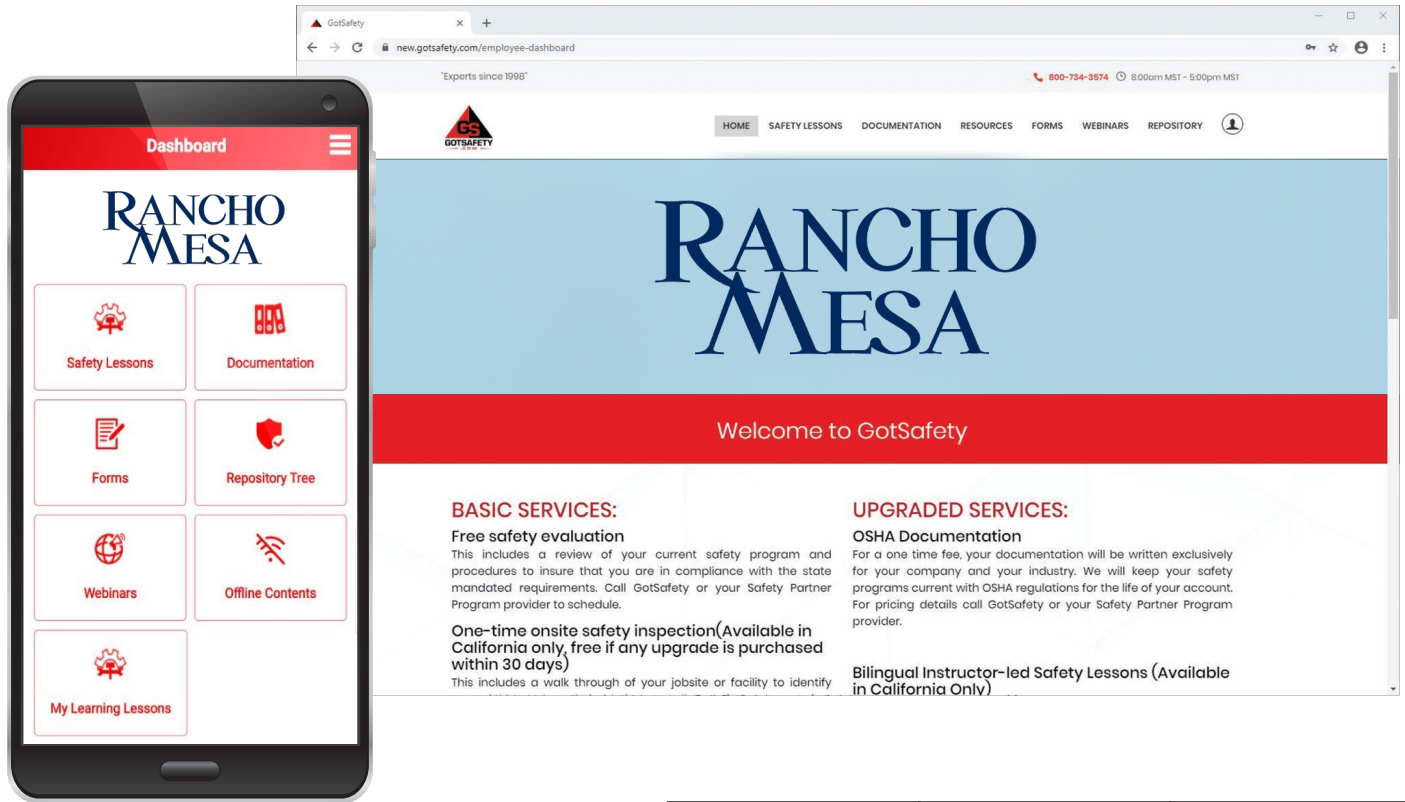 GotSafety
new.gotsafety.com/employee-dashboard
"Experts since 1998"
800-734-3574 8:00am MST - 5:00pm MST
GS
GOTSAFETY
.COM
HOME SAFETY LESSONS DOCUMENTATION RESOURCES FORMS WEBINARS REPOSITORY
RANCHO
MESA
Welcome to GotSafety
BASIC SERVICES:
Free safety evaluation
This includes a review of your current safety program and
procedures to insure that you are in compliance with the state
mandated requirements. Call GotSafety or your Safety Partner
Program provider to schedule.
One-time onsite safety inspection(Available in
California only, free if any upgrade is purchased
within 30 days)
This includes a walk through of your jobsite or facility to identify
UPGRADED SERVICES:
OSHA Documentation
For a one time fee, your documentation will be written exclusively
for your company and your industry. We will keep your safety
programs current with OSHA regulations for the life of your account.
For pricing details call GotSafety or your Safety Partner Program
provider.
Bilingual Instructor-led Safety Lessons (Available
in California Only)
Dashboard
RANCHO
MESA
Safety Lessons
Documentation
Forms
Repository Tree
Webinars
Offline Contents
My Learning Lessons